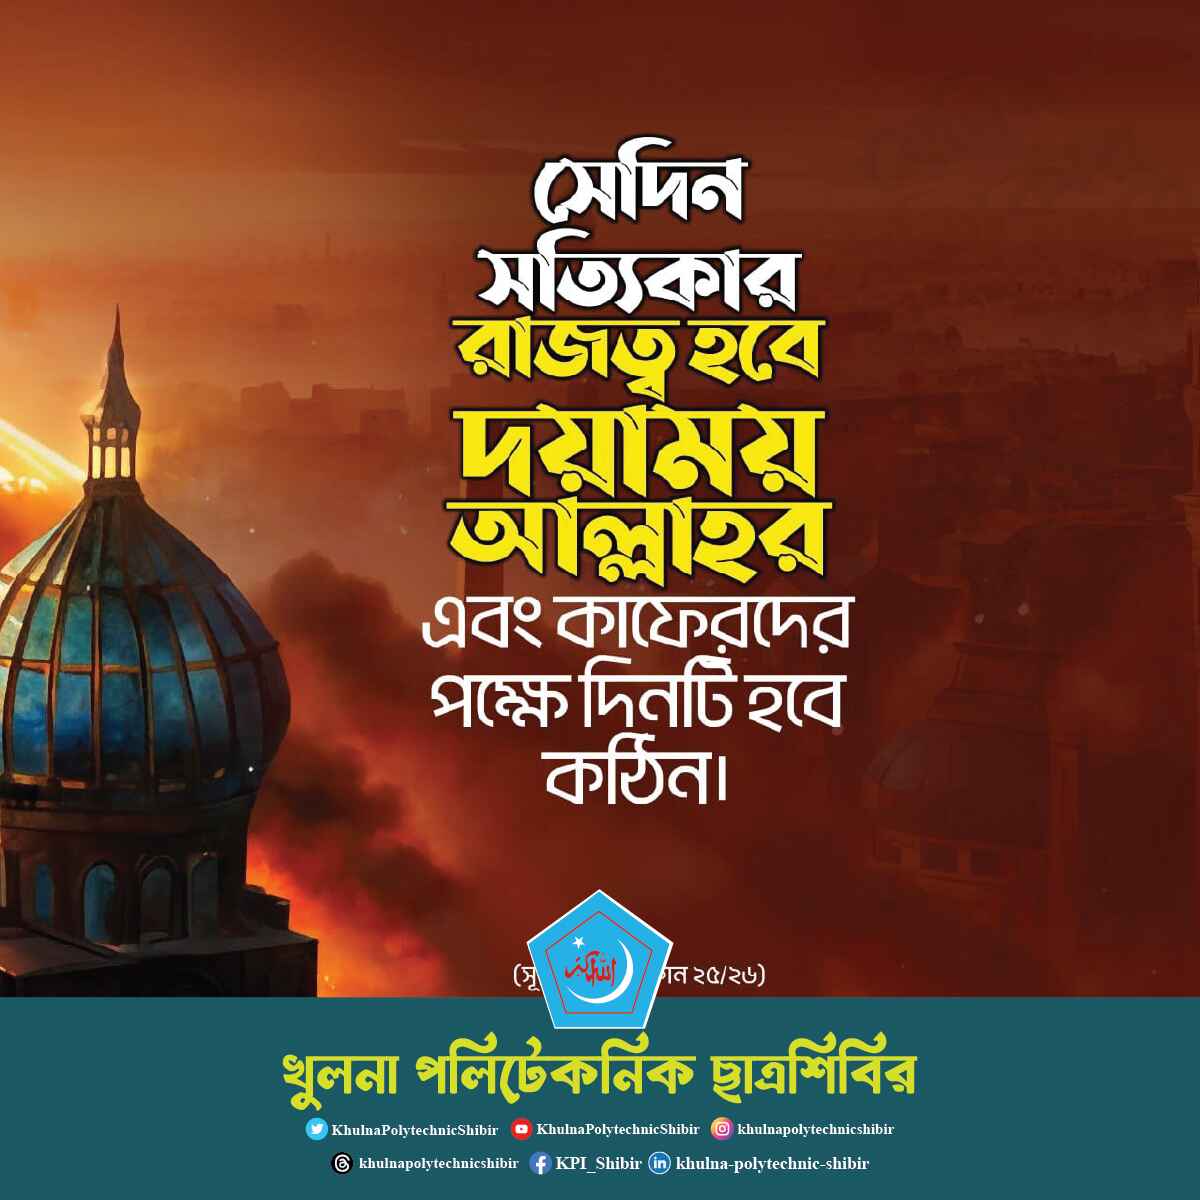 সেদিন
সত্যিকার
রাজত্ব হবে
দয়াময়
আল্লাহর
এবং কাফেরদের
পক্ষে দিনটি হবে
কঠিন।
২৫/২৬)
খুলনা পলিটেকনিক ছাত্রশিবির
KhulnaPolytechnicShibir KhulnaPolytechnicShibir khulnapolytechnicshibir
khulnapolytechnicshibir KPI_Shibir khulna-polytechnic-shibir